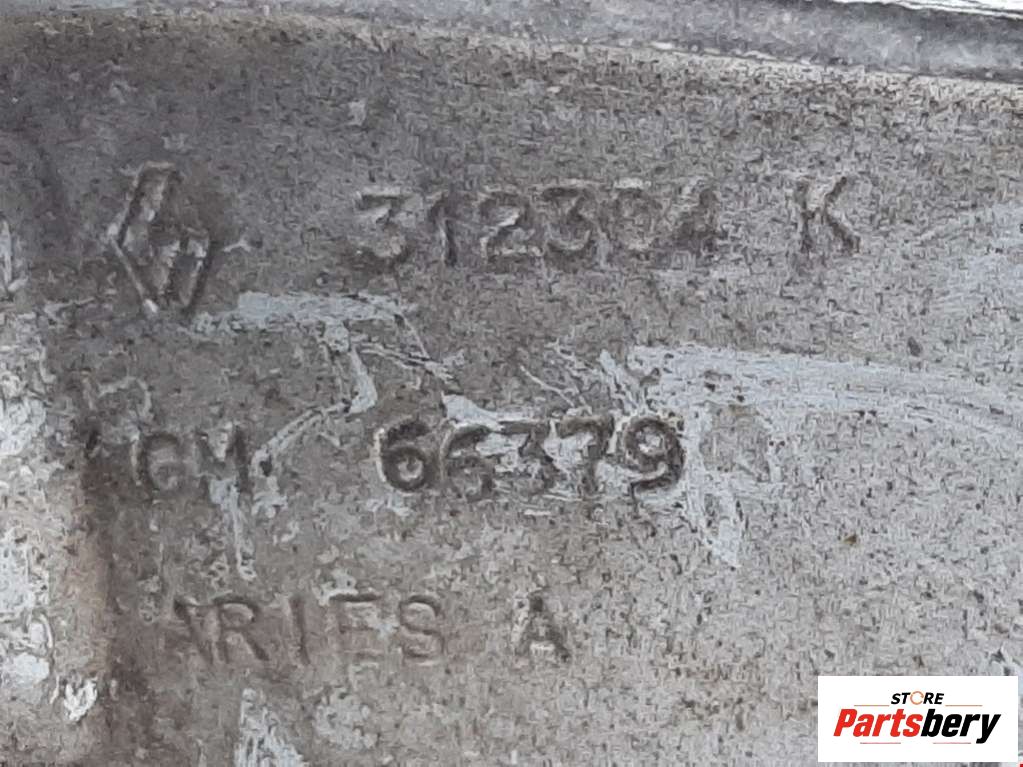 312304 K
GM 66379
ARIES A
STORE
Partsbery